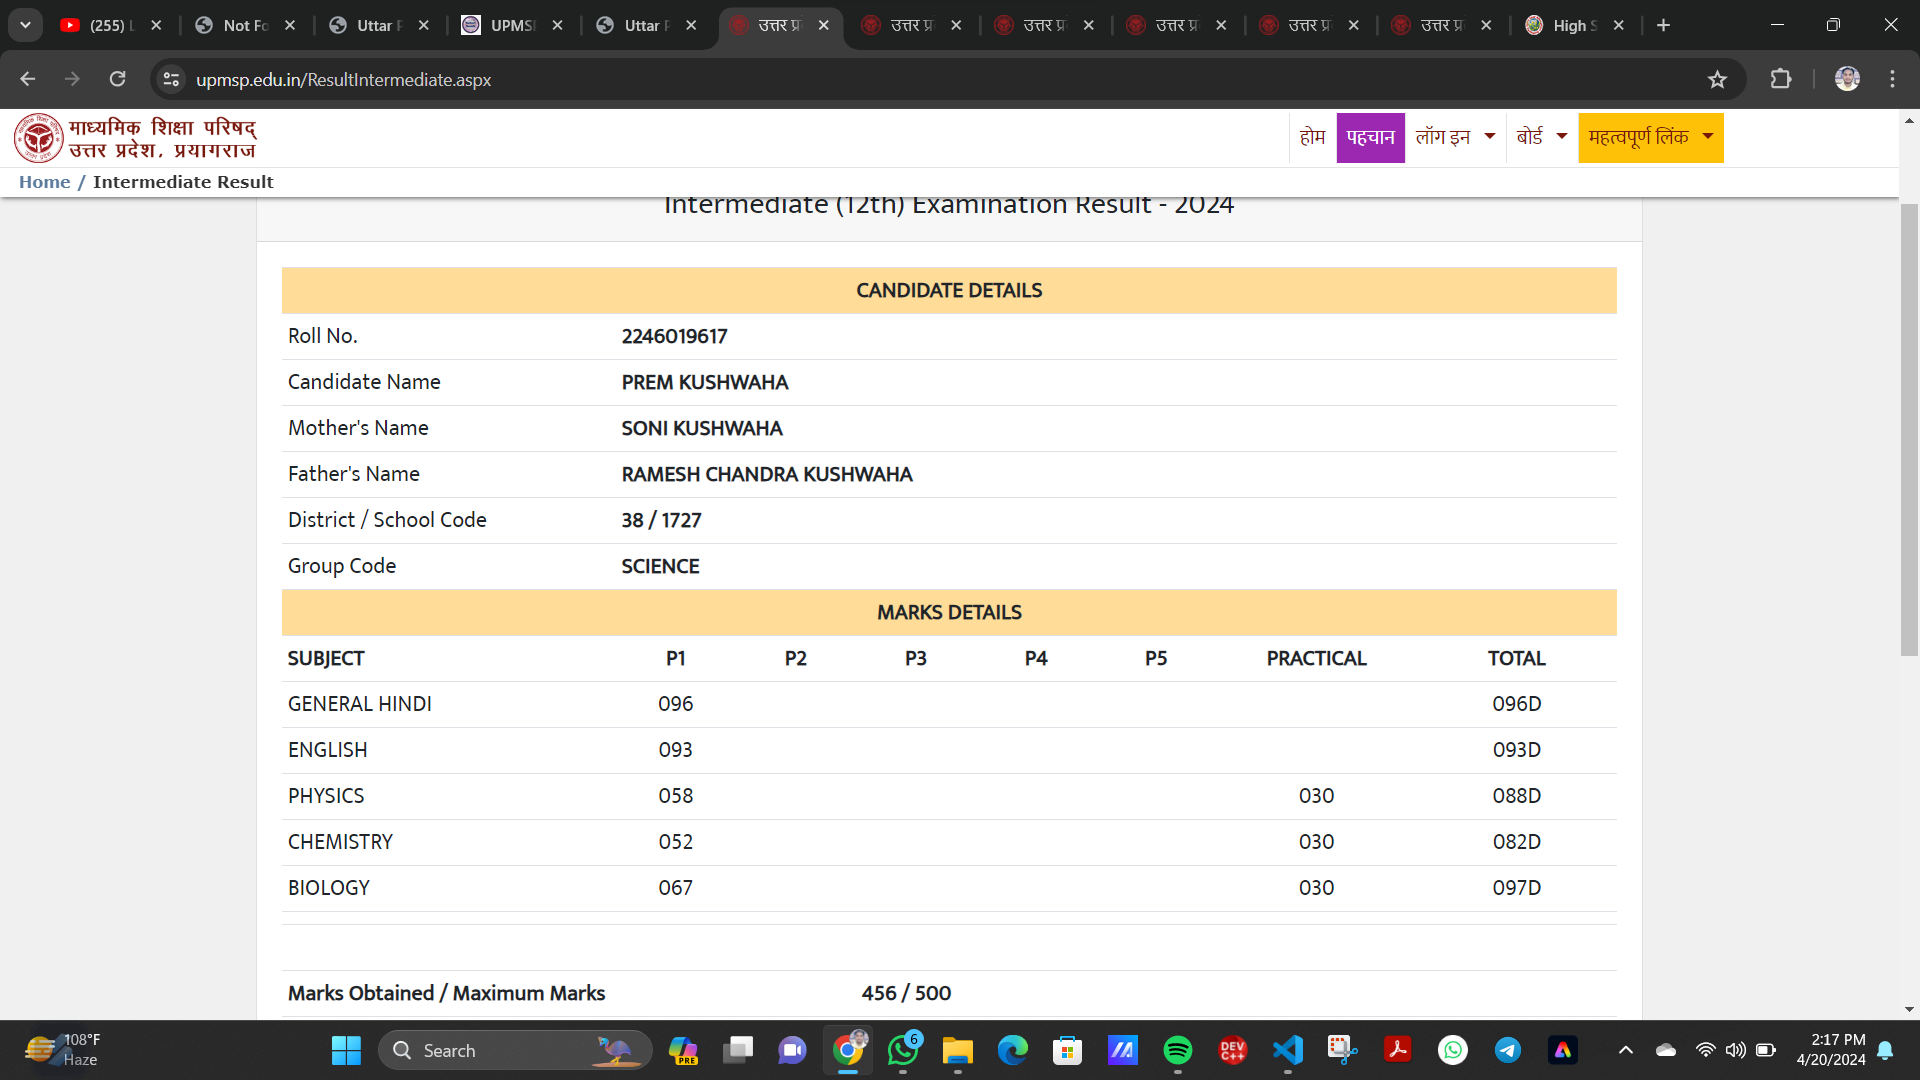 (255) L
Not Fo
Uttar P
UPMSP
Uttar P
उत्तर प्र
उत्तर प्र
उत्तर प्र
उत्तर प्र
उत्तर प्र
उत्तर प्र
High S
upmsp.edu.in/ResultIntermediate.aspx
माध्यमिक शिक्षा परिषद्
उत्तर प्रदेश, प्रयागराज
होम पहचान लॉग इन बोर्ड महत्वपूर्ण लिंक
Home / Intermediate Result
Intermediate (12th) Examination Result - 2024
CANDIDATE DETAILS
Roll No. 2246019617
Candidate Name PREM KUSHWAHA
Mother's Name SONI KUSHWAHA
Father's Name RAMESH CHANDRA KUSHWAHA
District / School Code 38 / 1727
Group Code SCIENCE
MARKS DETAILS
SUBJECT P1 P2 P3 P4 P5 PRACTICAL TOTAL
GENERAL HINDI 096 096D
ENGLISH 093 093D
PHYSICS 058 030 088D
CHEMISTRY 052 030 082D
BIOLOGY 067 030 097D
Marks Obtained / Maximum Marks 456 / 500
108°F
Haze
Search
PRE
6
DEV
C++
2:17 PM
4/20/2024